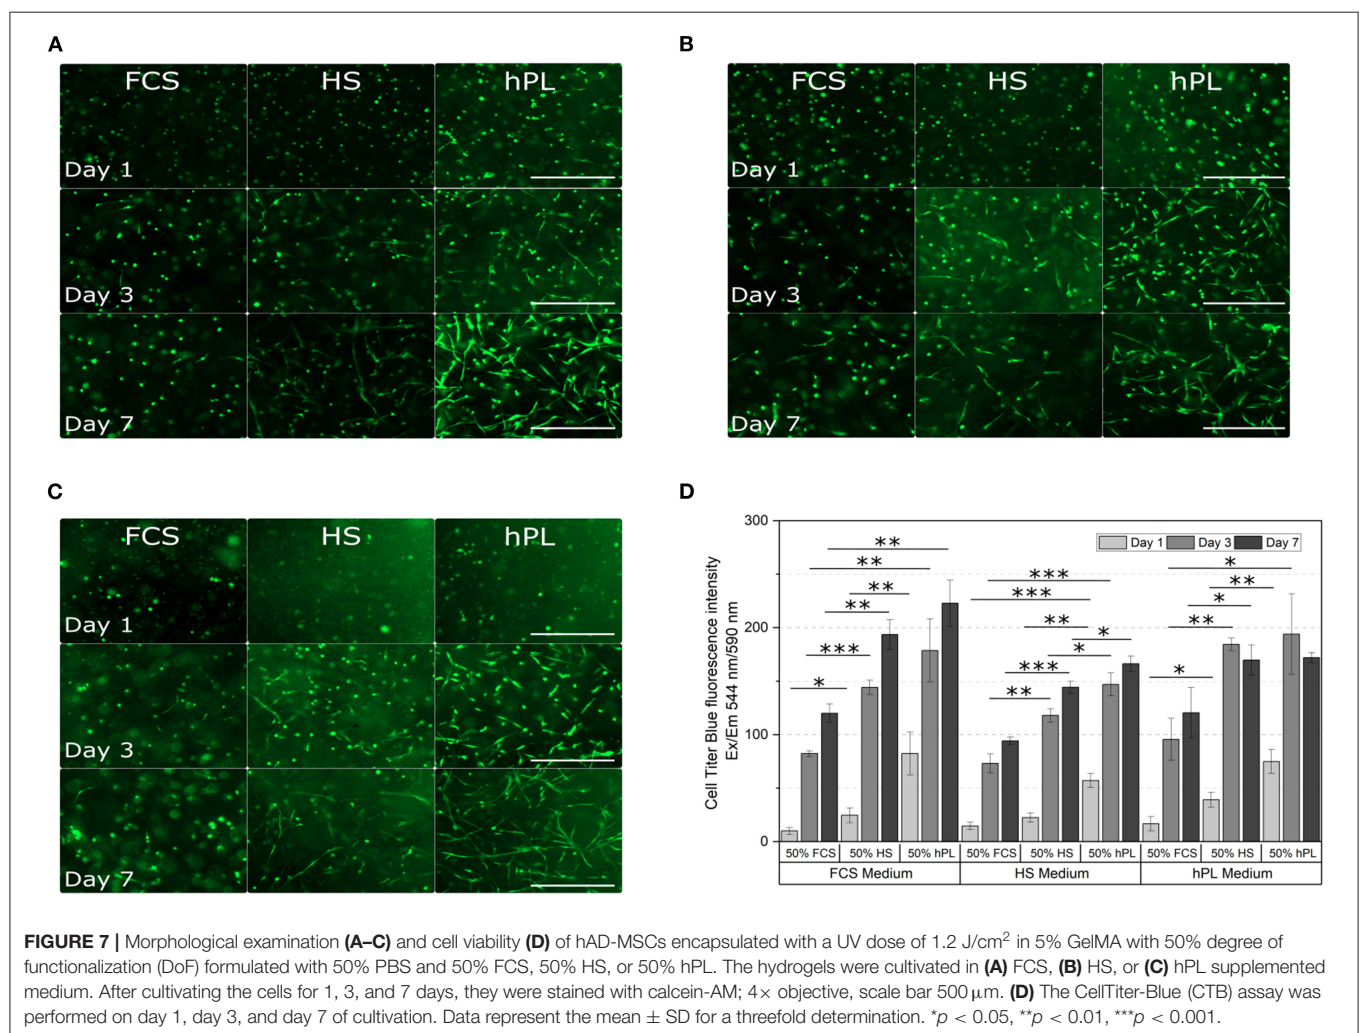 A
FCS HS hPL
Day 1
Day 3
Day 7
B
FCS HS hPL
Day 1
Day 3
Day 7
C
FCS HS hPL
Day 1
Day 3
Day 7
D
Cell Titer Blue fluorescence intensity
Ex/Em 544 nm/590 nm
300
200
100
0
Day 1 Day 3 Day 7
** *
** *** **
** ***
** ** * *
*** ** *
*** *
* ** *
50% FCS 50% HS 50% hPL 50% FCS 50% HS 50% hPL 50% FCS 50% HS 50% hPL
FCS Medium HS Medium hPL Medium
FIGURE 7 | Morphological examination (A–C) and cell viability (D) of hAD-MSCs encapsulated with a UV dose of 1.2 J/cm² in 5% GelMA with 50% degree of
functionalization (DoF) formulated with 50% PBS and 50% FCS, 50% HS, or 50% hPL. The hydrogels were cultivated in (A) FCS, (B) HS, or (C) hPL supplemented
medium. After cultivating the cells for 1, 3, and 7 days, they were stained with calcein-AM; 4× objective, scale bar 500 µm. (D) The CellTiter-Blue (CTB) assay was
performed on day 1, day 3, and day 7 of cultivation. Data represent the mean ± SD for a threefold determination. *p < 0.05, **p < 0.01, ***p < 0.001.